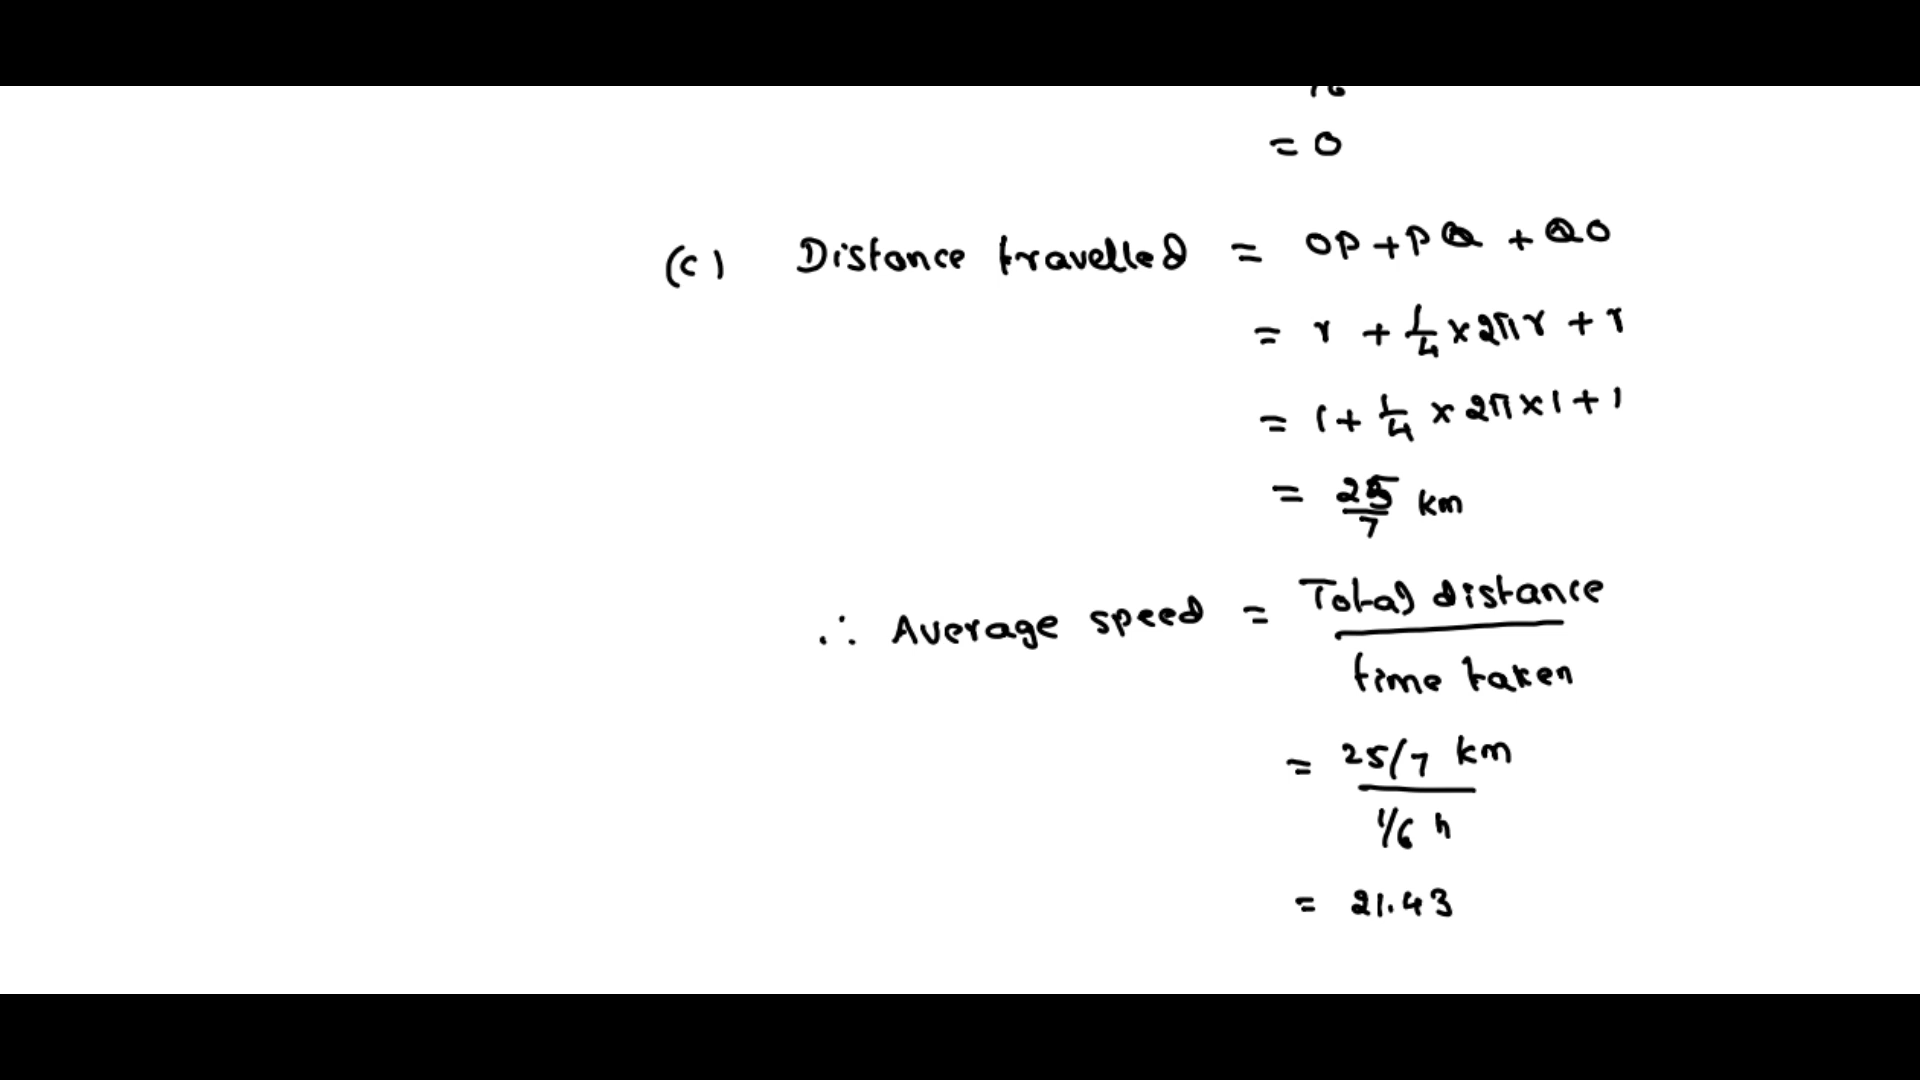 = 0
(c) Distance travelled = OP + PQ + QO
= r + 1/4 × 2πr + r
= 1 + 1/4 × 2π × 1 + 1
= 25/7 km
∴ Average speed = Total distance / time taken
= 25/7 km / 1/6 h
= 21.43